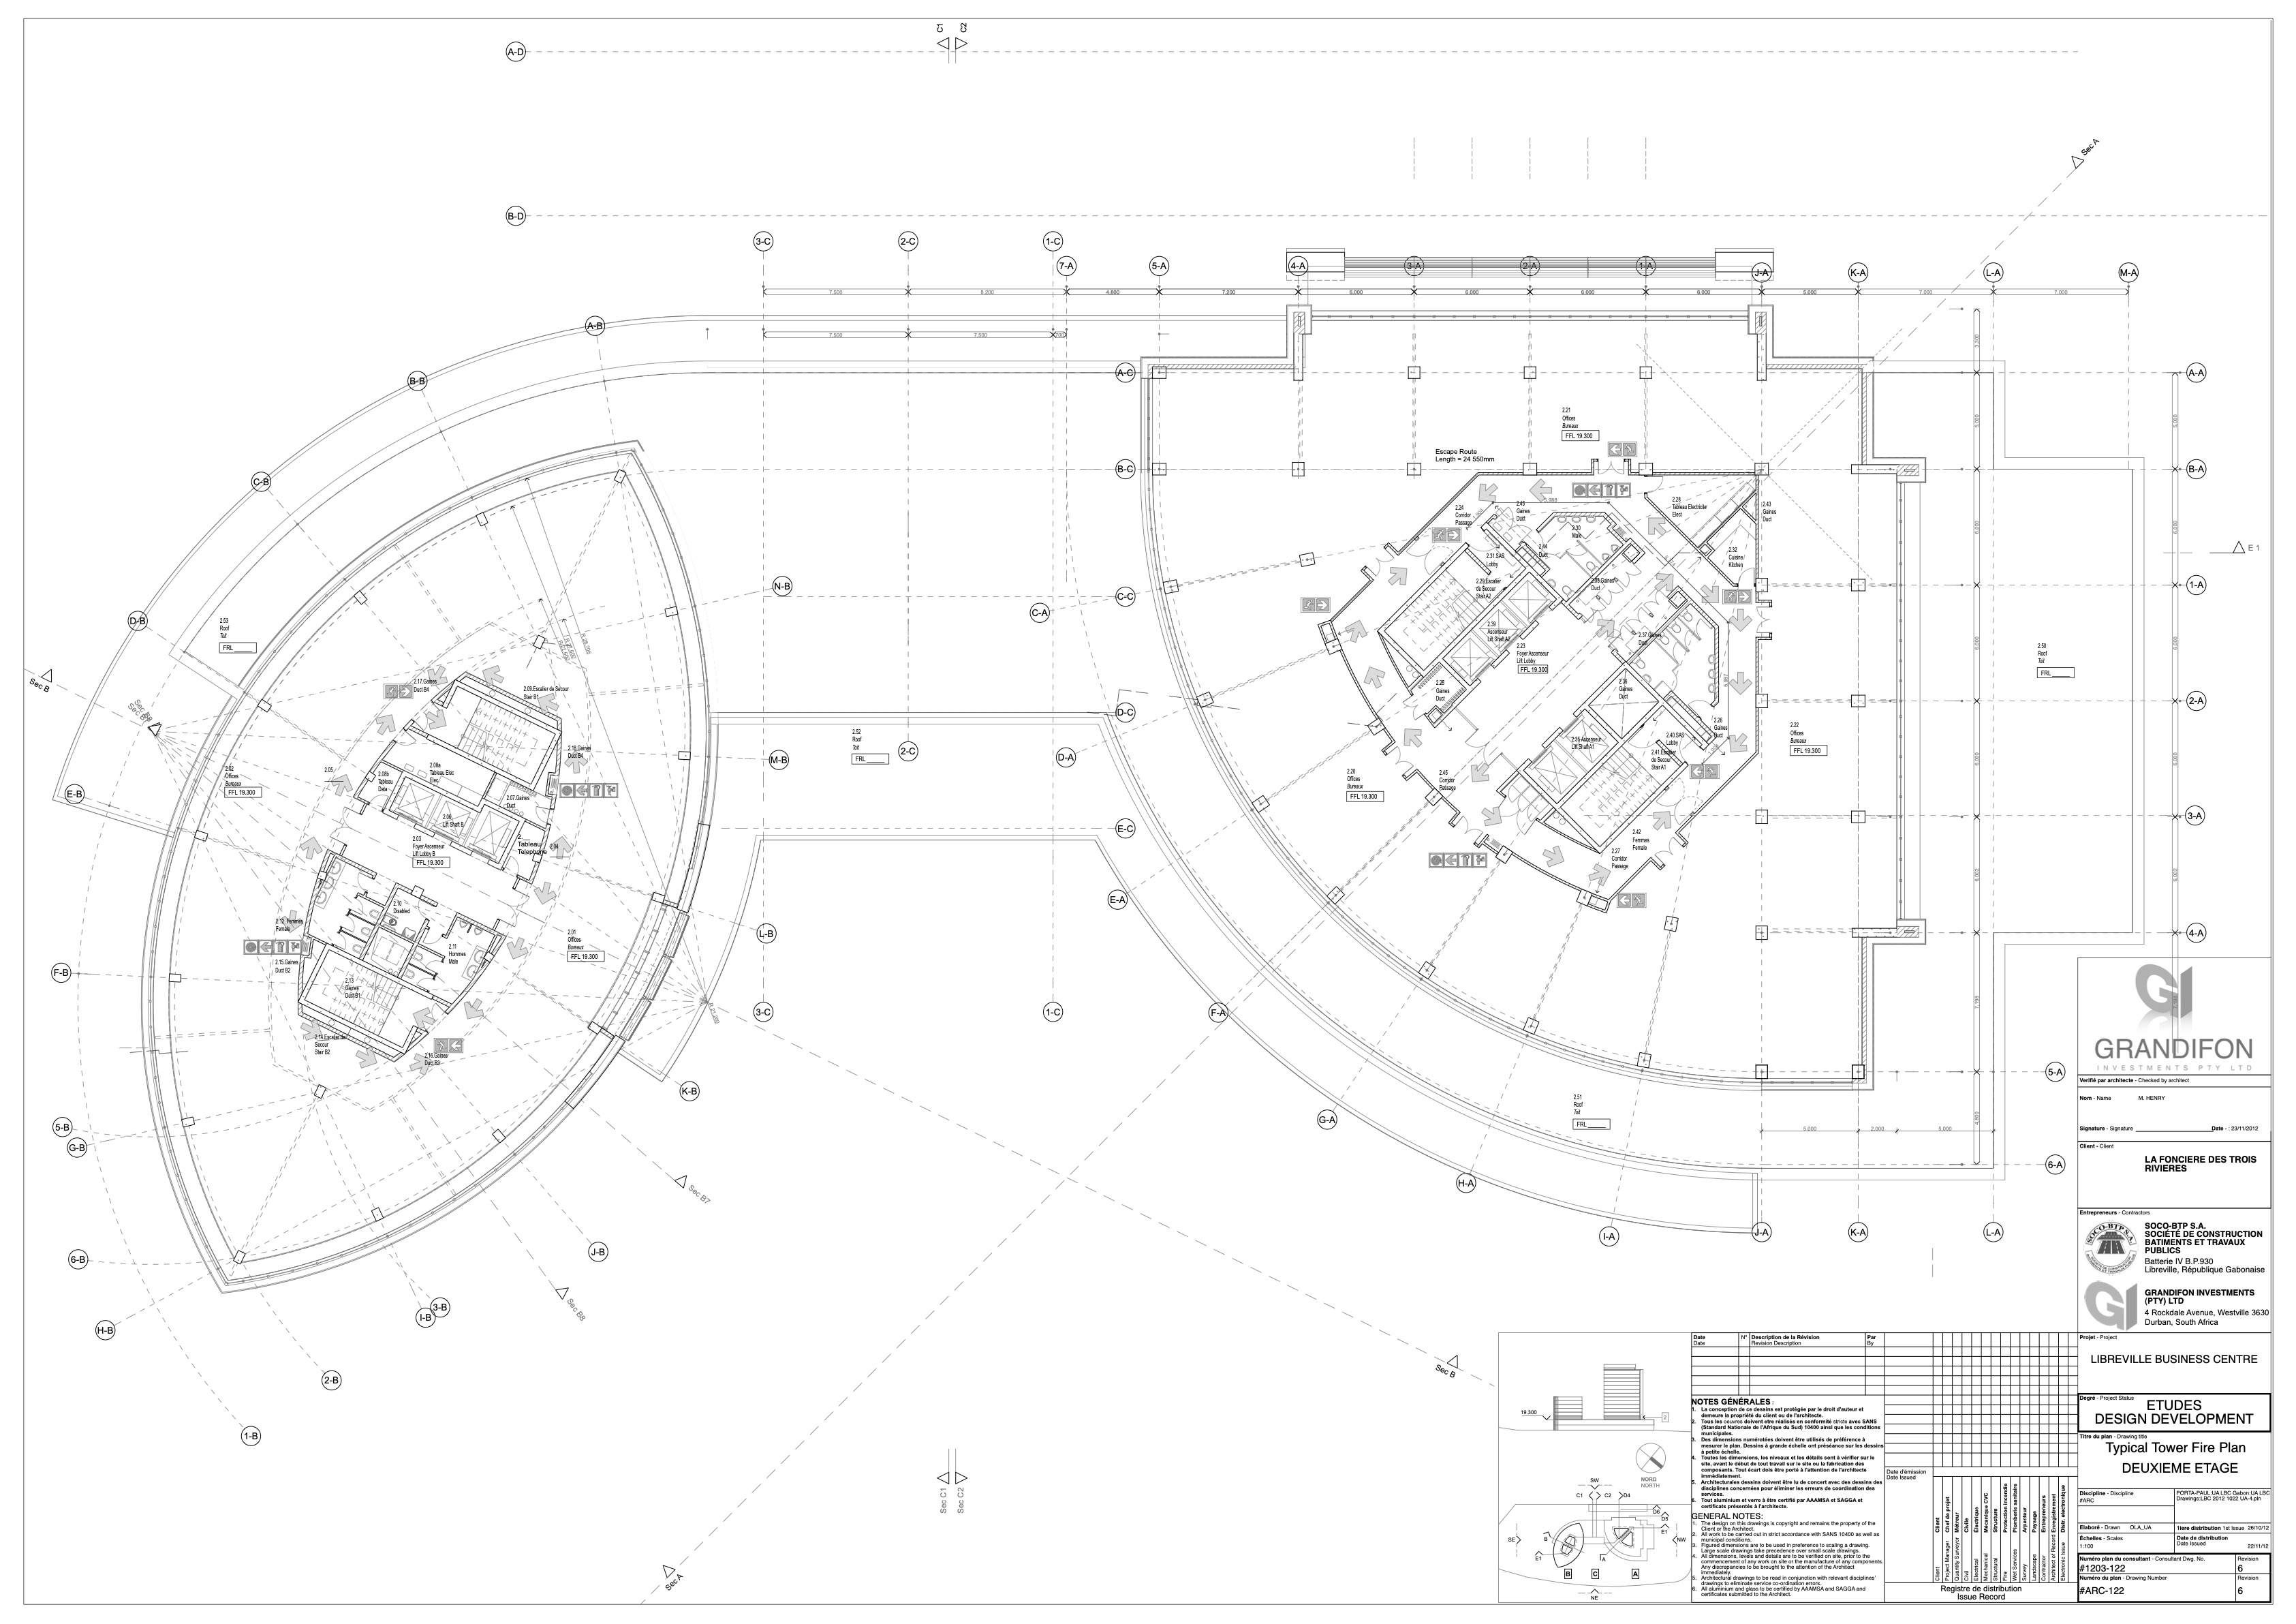 C1
C2
A-D
Sec A
B-D
3-C
2-C
1-C
7-A
5-A
4-A
3-A
2-A
1-A
J-A
K-A
L-A
M-A
7,500
8,200
4,800
7,200
6,000
6,000
6,000
6,000
5,000
7,000
7,000
7,500
7,500
700
A-B
B-B
C-B
D-B
E-B
F-B
5-B
G-B
6-B
H-B
1-B
2-B
I-B
3-B
J-B
K-B
L-B
M-B
N-B
A-C
B-C
C-C
D-C
E-C
C-A
D-A
E-A
F-A
G-A
H-A
I-A
J-A
K-A
L-A
A-A
B-A
1-A
2-A
3-A
4-A
5-A
6-A
E 1
3-C
2-C
1-C
Sec B
Sec B7
Sec B8
Sec B
Sec A
Sec C1
Sec C2
3,300
5,000
6,000
6,000
6,000
6,002
7,198
4,800
5,000
2,000
5,000
2.53
Roof
Toit
FRL
2.02
Offices
Bureaux
FFL 19.300
2.05
2.17.Gaines
Duct B4
2.09.Escalier de Secour
Stair B1
2.18.Gaines
Duct B4
2.08a
Tableau Elec
Elec
2.08b
Tableau
Data
2.07.Gaines
Duct
2.06
Lift Shaft B
2.03
Foyer Ascenseur
Lift Lobby B
FFL 19.300
Tableau
Telephone
2.04
2.10
Disabled
2.12. Femmes
Female
2.11
Hommes
Male
2.15.Gaines
Duct B2
2.13
Gaines
Duct B1
2.14.Escalier de
Secour
Stair B2
2.16.Gaines
Duct B3
2.01
Offices
Bureaux
FFL 19.300
2.52
Roof
Toit
FRL
2.21
Offices
Bureaux
FFL 19.300
Escape Route
Length = 24 550mm
2.24
Corridor
Passage
2.43
Gaines
Duct
2.30
Male
2.28
Tableau Electricite
Elect
2.43
Gaines
Duct
2.44
Duct
2.31.SAS
Lobby
2.32
Cuisine
Kitchen
2.29.Escalier
de Secour
Stair A2
2.39
Ascenseur
Lift Shaft A2
2.37.Gaines
Duct
2.23
Foyer Ascenseur
Lift Lobby
FFL 19.300
2.25
Gaines
Duct
Gaines
Duct
2.26
Gaines
Duct
2.40.SAS
Lobby
2.35.Ascenseur
Lift Shaft A1
2.41.Escalier
de Secour
Stair A1
2.45
Corridor
Passage
2.42
Femmes
Female
2.27
Corridor
Passage
2.20
Offices
Bureaux
FFL 19.300
2.22
Offices
Bureaux
FFL 19.300
2.50
Roof
Toit
FRL
2.51
Roof
Toit
FRL
GRANDIFON
INVESTMENTS PTY LTD
Verifié par architecte - Checked by architect
Nom - Name M. HENRY
Signature - Signature Date - : 23/11/2012
Client - Client
LA FONCIERE DES TROIS
RIVIERES
Entrepreneurs - Contractors
SOCO-BTP S.A.
SOCIÉTÉ DE CONSTRUCTION
BATIMENTS ET TRAVAUX
PUBLICS
Batterie IV B.P.930
Libreville, République Gabonaise
GRANDIFON INVESTMENTS
(PTY) LTD
4 Rockdale Avenue, Westville 3630
Durban, South Africa
Projet - Project
LIBREVILLE BUSINESS CENTRE
Degré - Project Status
ETUDES
DESIGN DEVELOPMENT
Titre du plan - Drawing title
Typical Tower Fire Plan
DEUXIEME ETAGE
Discipline - Discipline
#ARC
PORTA-PAUL:UA LBC Gabon:UA LBC
Drawings:LBC 2012 1022 UA-4.pln
Elaboré - Drawn OLA_UA
1iere distribution 1st Issue 26/10/12
Echelles - Scales
1:100
Date de distribution
Date Issued
22/11/12
Numéro plan du consultant - Consultant Dwg. No.
#1203-122
Revision
6
Numéro du plan - Drawing Number
#ARC-122
Revision
6
Date
Date
N° Description de la Révision
Revision Description
Par
By
NOTES GÉNÉRALES :
1. La conception de ce dessins est protégée par le droit d'auteur et
demeure la propriété du client ou de l'architecte.
2. Tous les oeuvres doivent etre réalisés en conformité stricte avec SANS
(Standard Nationale de l'Afrique du Sud) 10400 ainsi que les conditions
municipales.
3. Des dimensions numérotées doivent être utilisés de préférence à
mesurer le plan. Dessins à grande échelle ont préséance sur les dessins
à petite échelle.
4. Toutes les dimensions, les niveaux et les détails sont à vérifier sur le
site, avant le début de tout travail sur le site ou la fabrication des
composants. Tout écart dois être porté à l'attention de l'architecte
immédiatement.
5. Architecturales dessins doivent être lu de concert avec des dessins des
disciplines concernées pour éliminer les erreurs de coordination des
services.
6. Tout aluminium et verre à être certifié par AAAMSA et SAGGA et
certificats présentés à l'architecte.
GENERAL NOTES:
1. The design on this drawings is copyright and remains the property of the
Client or the Architect.
2. All work to be carried out in strict accordance with SANS 10400 as well as
municipal conditions.
3. Figured dimensions are to be used in preference to scaling a drawing.
Large scale drawings take precedence over small scale drawings.
4. All dimensions, levels and details are to be verified on site, prior to the
commencement of any work on site or the manufacture of any components.
Any discrepancies to be brought to the attention of the Architect
immediately.
5. Architectural drawings to be read in conjunction with relevant disciplines'
drawings to eliminate service co-ordination errors.
6. All aluminium and glass to be certified by AAAMSA and SAGGA and
certificates submitted to the Architect.
19.300
2
NORD
NORTH
SW
C1
C2
D4
D6
D5
E1
SE
NW
B
E1
A
B
C
A
NE
Date d'émission
Date Issued
Client
Client
Chef de projet
Project Manager
Métreur
Quantity Surveyor
Civile
Civil
Électrique
Electrical
Mécanique CVC
Mechanical
Structure
Structural
Protection incendie
Fire
Plomberie sanitaire
Wet Services
Arpenteur
Survey
Paysage
Landscape
Entrepreneurs
Contractor
Architect of Record
Enregistrement
Distr. électronique
Electronic Issue
Registre de distribution
Issue Record